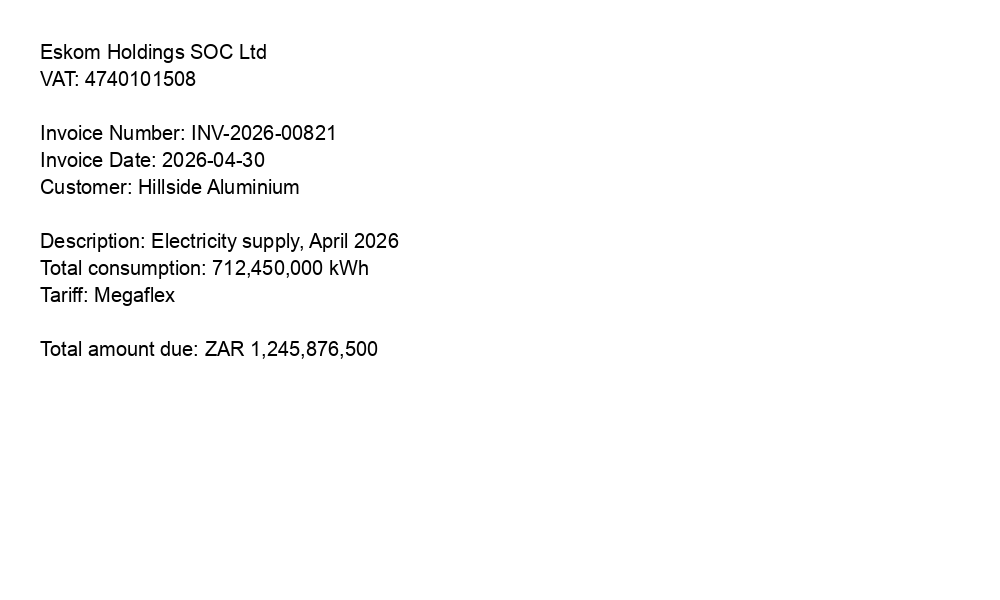 Eskom Holdings SOC Ltd
VAT: 4740101508
Invoice Number: INV-2026-00821
Invoice Date: 2026-04-30
Customer: Hillside Aluminium
Description: Electricity supply, April 2026
Total consumption: 712,450,000 kWh
Tariff: Megaflex
Total amount due: ZAR 1,245,876,500